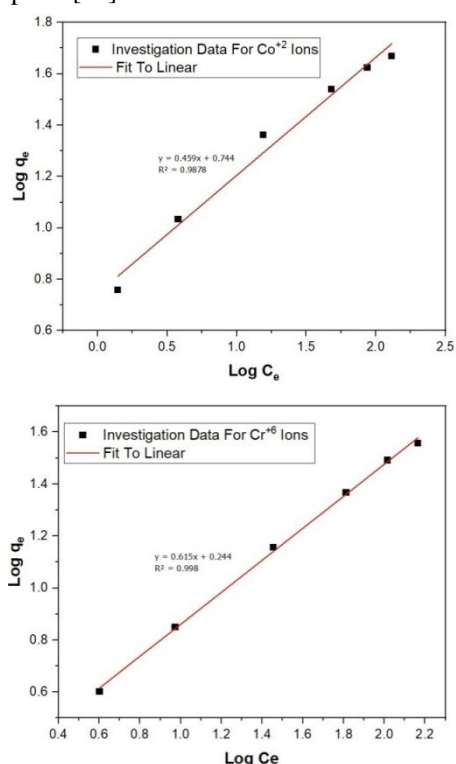 1.8
1.6
1.4
1.2
1.0
0.8
0.6
Log qe
Investigation Data For Co+2 Ions
Fit To Linear
y = 0.459x + 0.744
R² = 0.9878
0.0 0.5 1.0 1.5 2.0 2.5
Log Ce
1.6
1.4
1.2
1.0
0.8
0.6
Log qe
Investigation Data For Cr+6 Ions
Fit To Linear
y = 0.615x + 0.244
R² = 0.998
0.4 0.6 0.8 1.0 1.2 1.4 1.6 1.8 2.0 2.2
Log Ce